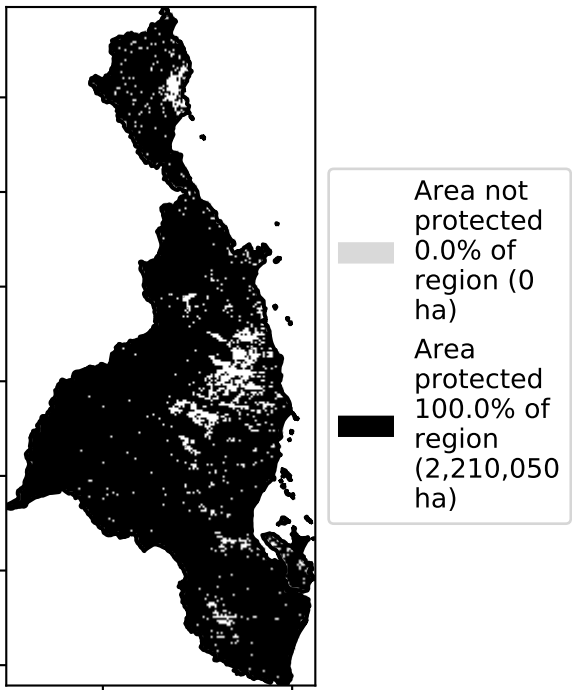 Area not
protected
0.0% of
region (0
ha)
Area
protected
100.0% of
region
(2,210,050
ha)